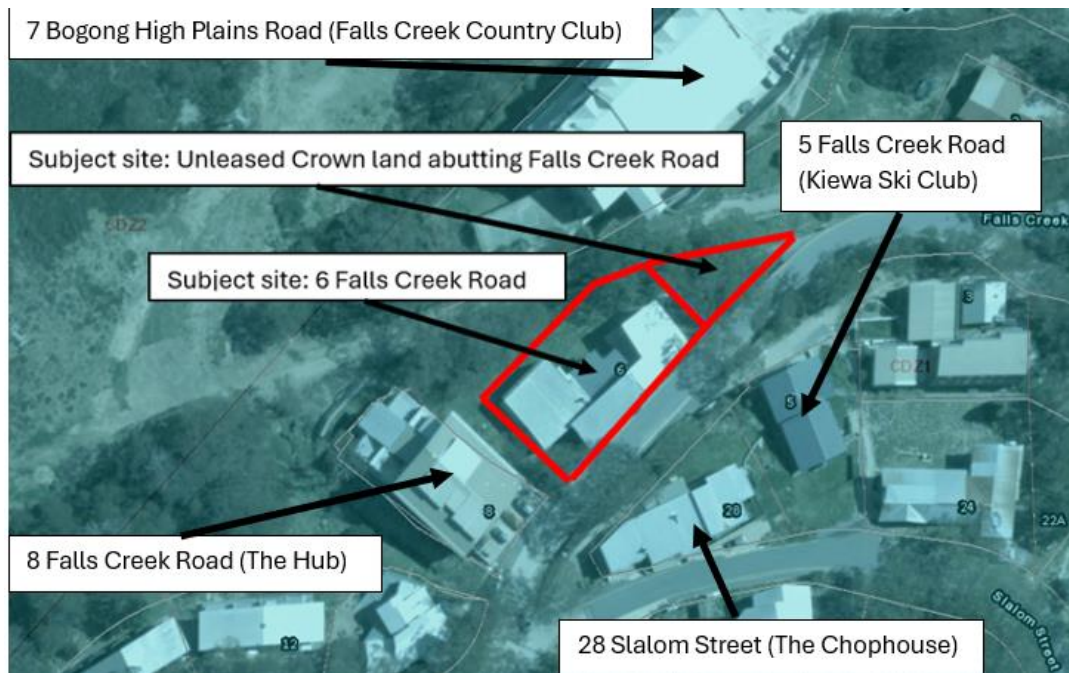 7 Bogong High Plains Road (Falls Creek Country Club)
Subject site: Unleased Crown land abutting Falls Creek Road
5 Falls Creek Road
(Kiewa Ski Club)
CDZ2
Falls Creek
Subject site: 6 Falls Creek Road
3
CDZ1
6
5
28
24
22A
8
8 Falls Creek Road (The Hub)
Slalom Street
12
28 Slalom Street (The Chophouse)